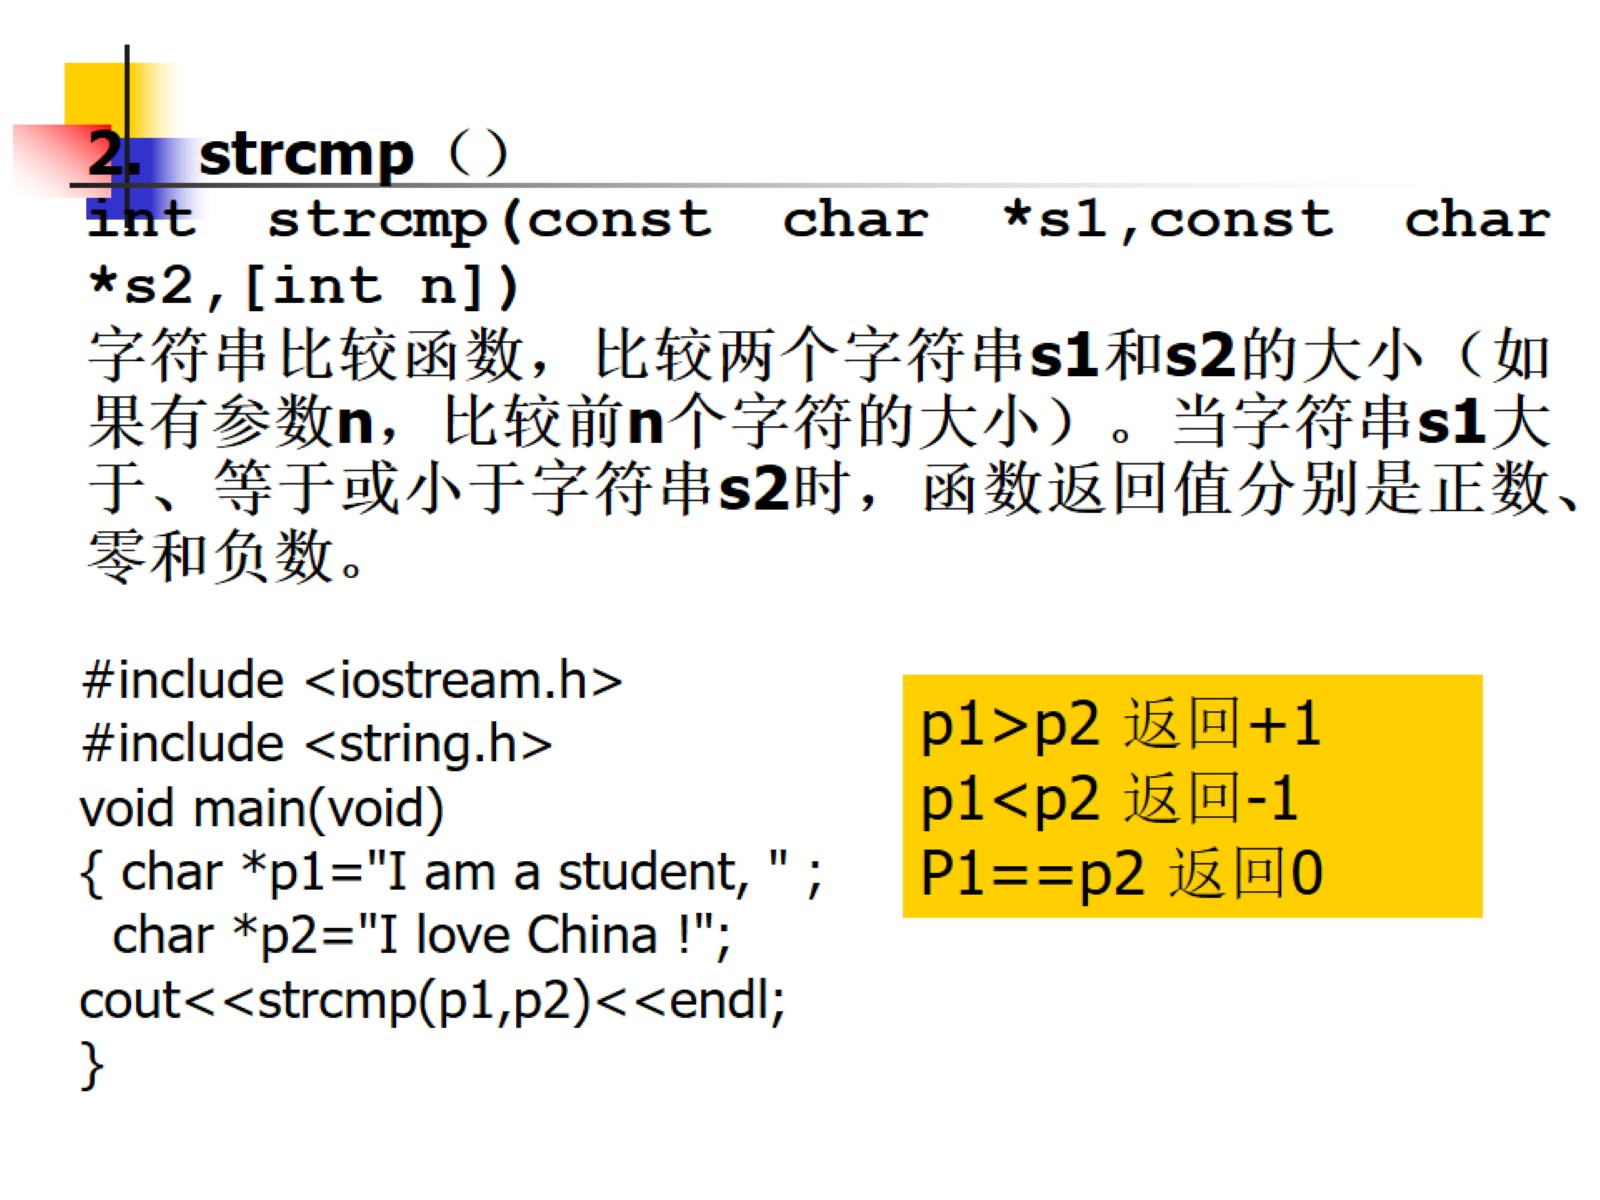 2. strcmp（）
int strcmp(const char *s1,const char
*s2,[int n])
字符串比较函数，比较两个字符串s1和s2的大小（如
果有参数n，比较前n个字符的大小）。当字符串s1大
于、等于或小于字符串s2时，函数返回值分别是正数、
零和负数。
#include <iostream.h>
#include <string.h>
void main(void)
{ char *p1="I am a student, " ;
char *p2="I love China !";
cout<<strcmp(p1,p2)<<endl;
}
p1>p2 返回+1
p1<p2 返回-1
P1==p2 返回0